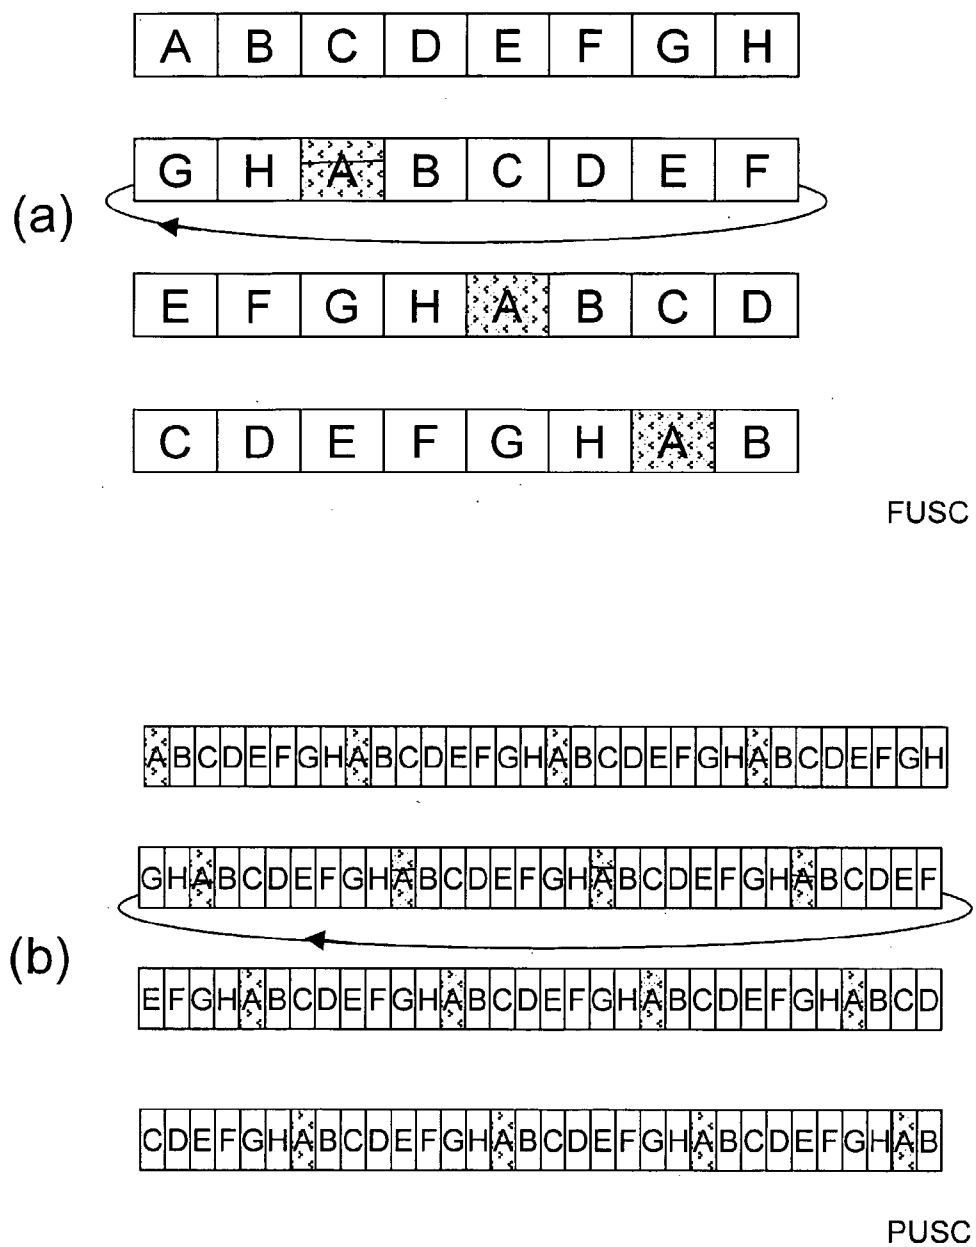 A B C D E F G H
G H A B C D E F
(a)
E F G H A B C D
C D E F G H A B
FUSC
A B C D E F G H A B C D E F G H A B C D E F G H A B C D E F G H
G H A B C D E F G H A B C D E F G H A B C D E F G H A B C D E F
(b)
E F G H A B C D E F G H A B C D E F G H A B C D E F G H A B C D
C D E F G H A B C D E F G H A B C D E F G H A B C D E F G H A B
PUSC